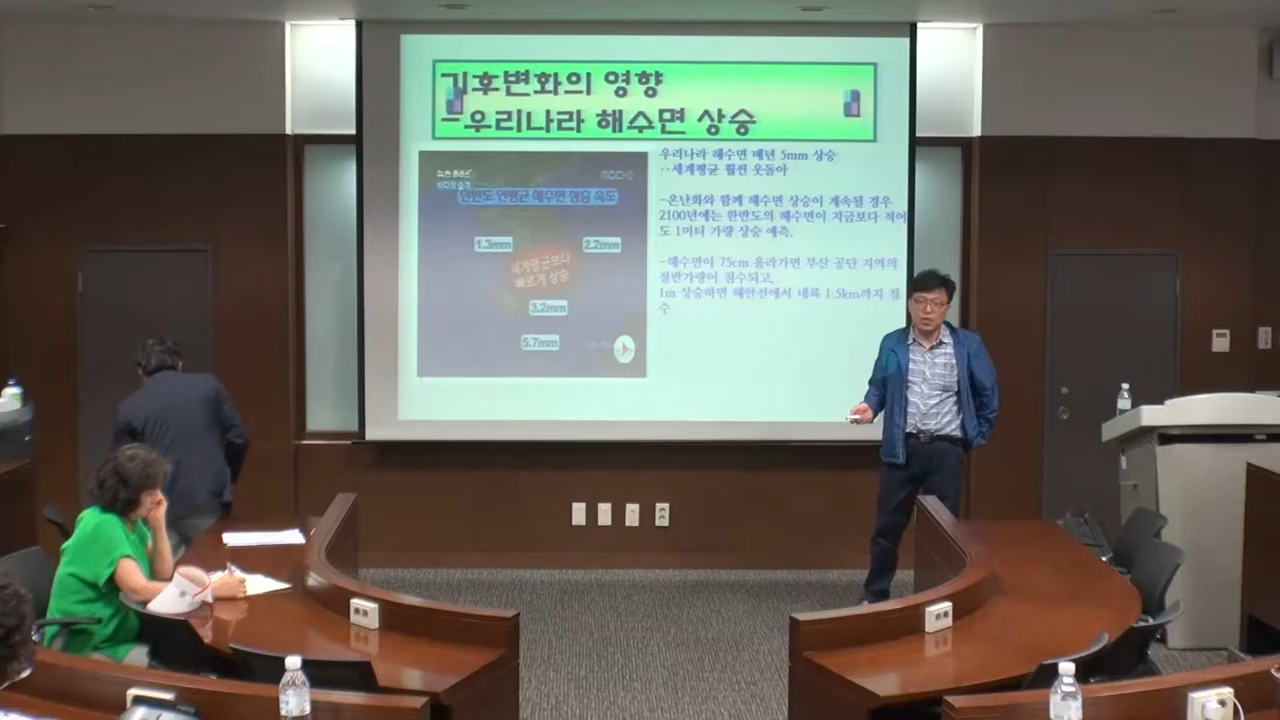 기후변화의 영향
-우리나라 해수면 상승
뉴스 플러스
MBC
한반도 연평균 해수면 상승 속도
1.3mm
2.2mm
세계평균보다
빠르게 상승
3.2mm
5.7mm
우리나라 해수면 매년 5mm 상승
··세계평균 훨씬 웃돌아
-온난화와 함께 해수면 상승이 계속될 경우
2100년에는 한반도의 해수면이 지금보다 적어
도 1미터 가량 상승 예측.
-해수면이 75cm 올라가면 부산 공단 지역의
절반가량이 침수되고,
1m 상승하면 해안선에서 내륙 1.5km까지 침
수